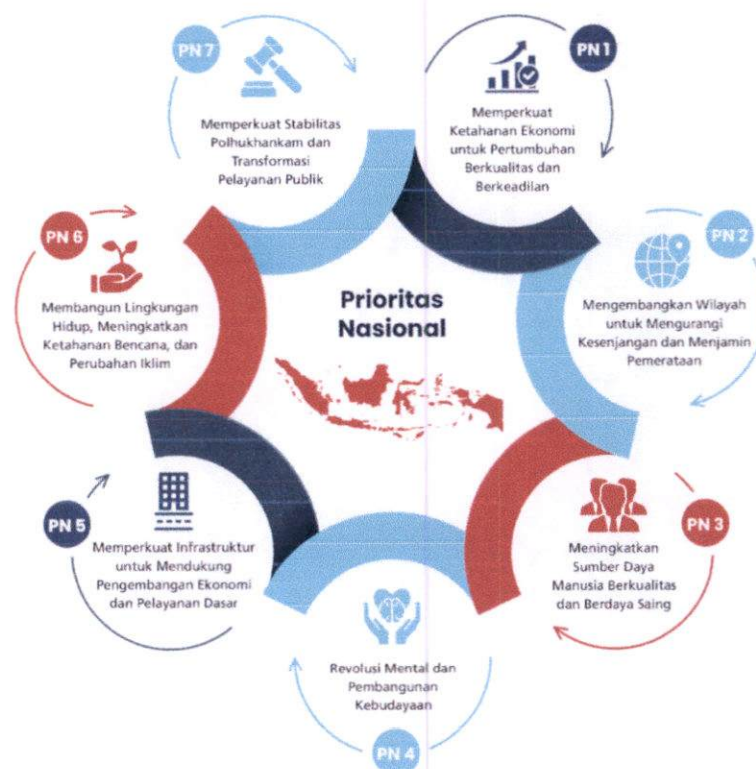 Prioritas
Nasional
PN 1
Memperkuat
Ketahanan Ekonomi
untuk Pertumbuhan
Berkualitas dan
Berkeadilan
PN 2
Mengembangkan Wilayah
untuk Mengurangi
Kesenjangan dan Menjamin
Pemerataan
PN 3
Meningkatkan
Sumber Daya
Manusia Berkualitas
dan Berdaya Saing
Revolusi Mental dan
Pembangunan
Kebudayaan
PN 4
PN 5
Memperkuat Infrastruktur
untuk Mendukung
Pengembangan Ekonomi
dan Pelayanan Dasar
PN 6
Membangun Lingkungan
Hidup, Meningkatkan
Ketahanan Bencana, dan
Perubahan Iklim
PN 7
Memperkuat Stabilitas
Polhukhankam dan
Transformasi
Pelayanan Publik